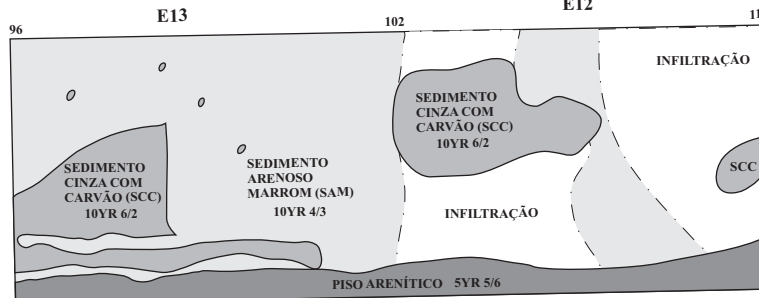 E13
E12
96
102
11
INFILTRAÇÃO
SEDIMENTO
CINZA COM
CARVÃO (SCC)
10YR 6/2
SEDIMENTO
CINZA COM
CARVÃO (SCC)
10YR 6/2
SEDIMENTO
ARENOSO
MARROM (SAM)
10YR 4/3
SCC
INFILTRAÇÃO
PISO ARENÍTICO 5YR 5/6